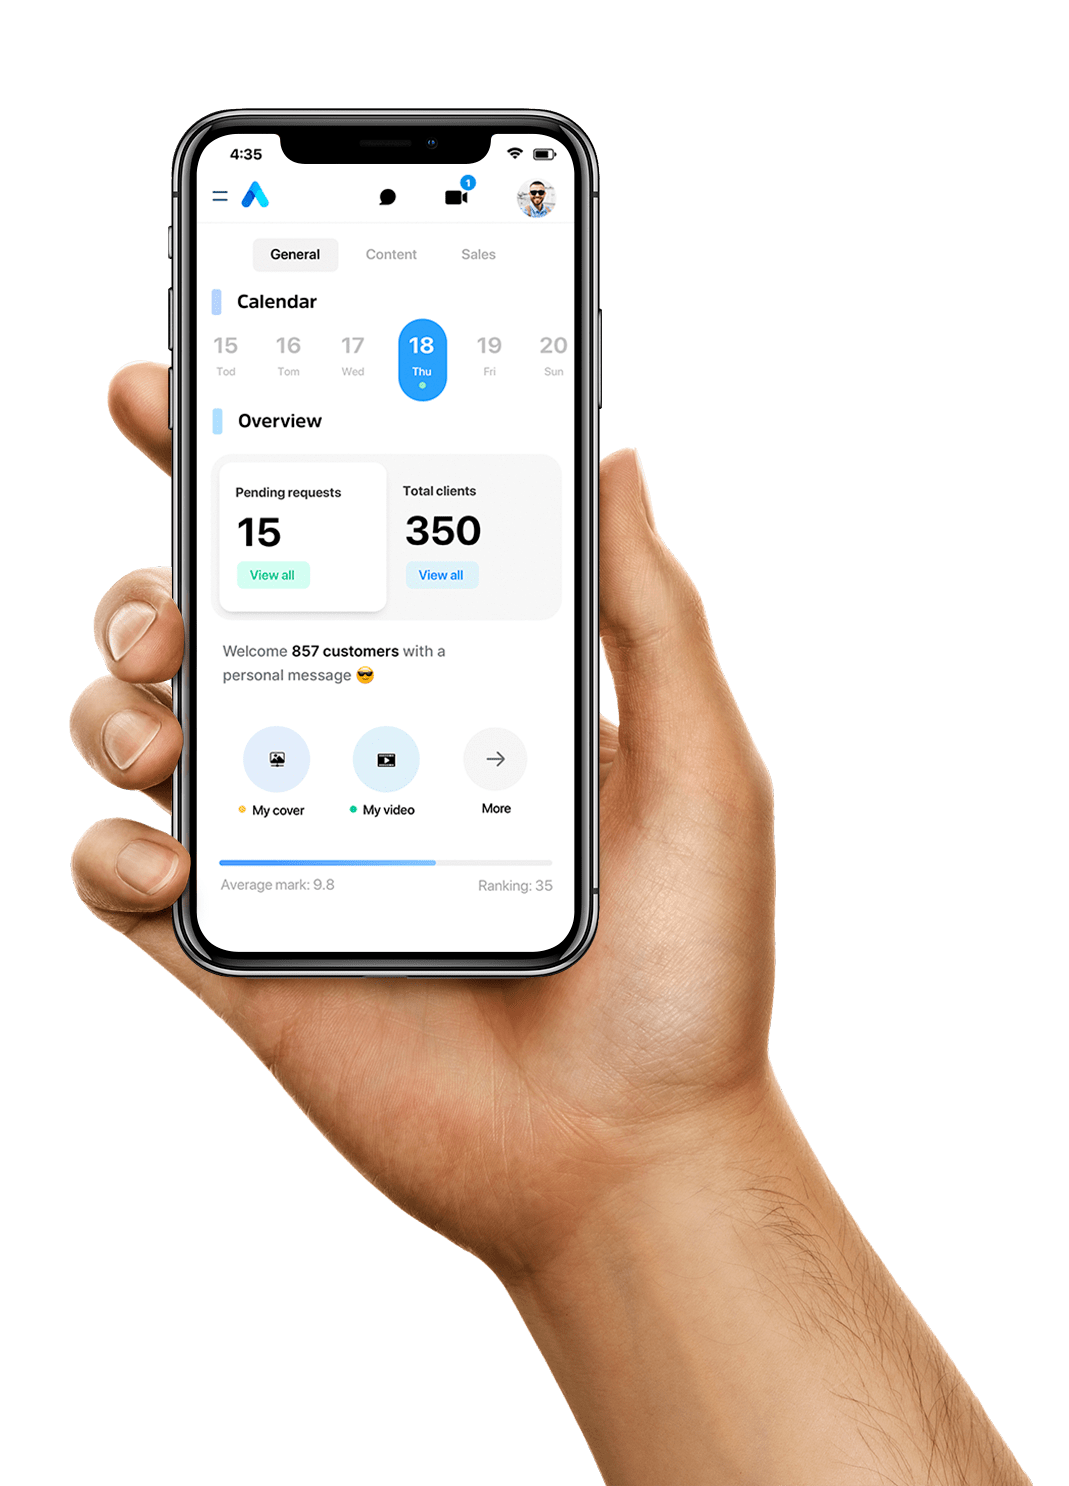 4:35
1
General Content Sales
Calendar
15 16 17 18 19 20
Tod Tom Wed Thu Fri Sun
Overview
Pending requests Total clients
15 350
View all View all
Welcome 857 customers with a
personal message 😎
My cover My video More
Average mark: 9.8 Ranking: 35